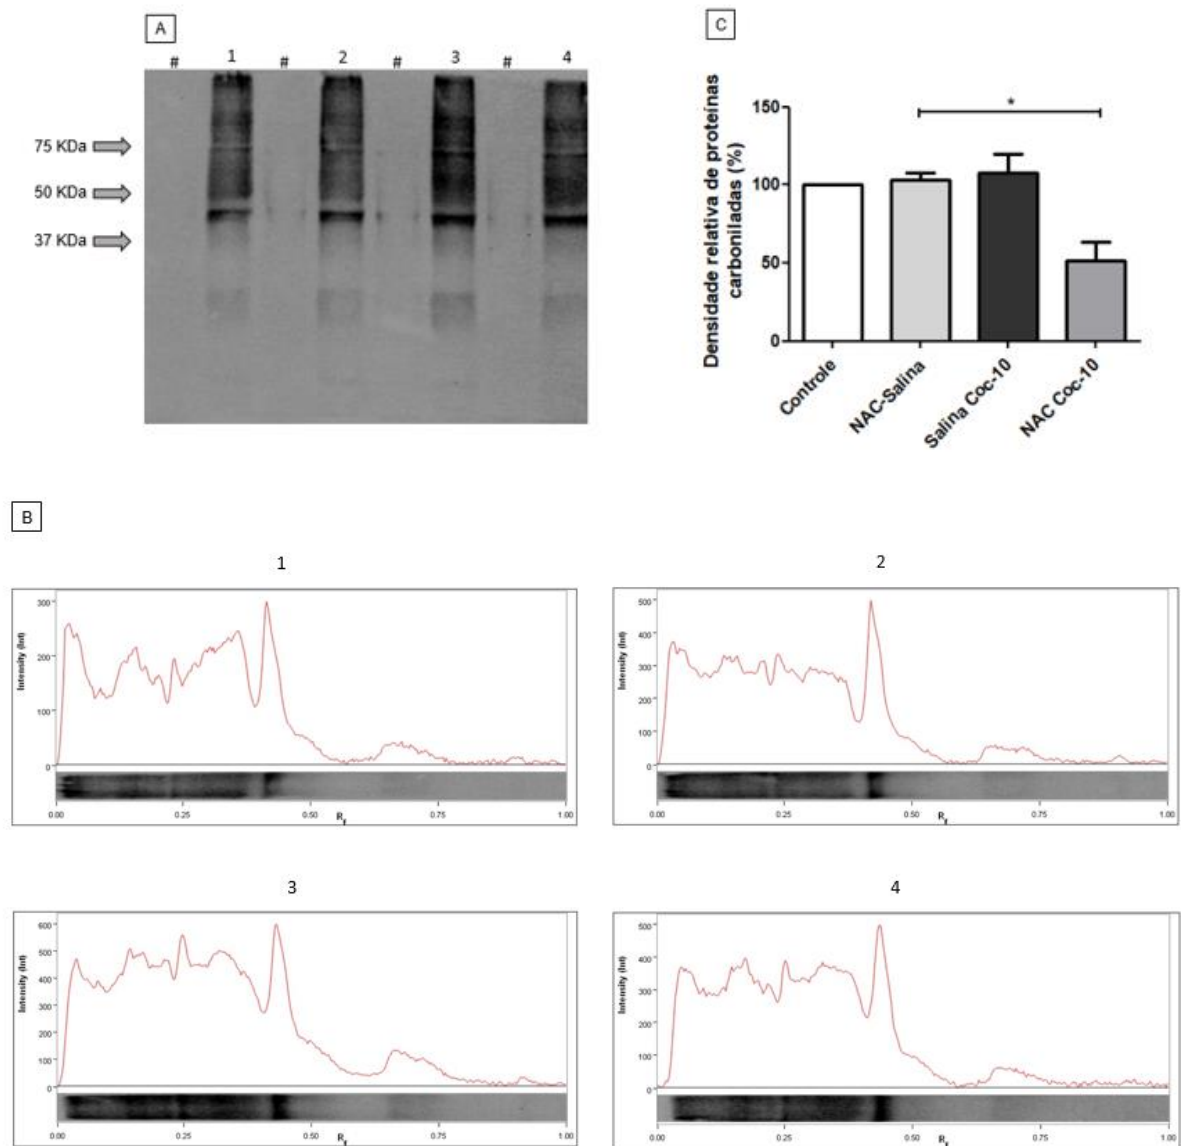 A
# 1 # 2 # 3 # 4
75 KDa
50 KDa
37 KDa
C
Densidade relativa de proteínas
carboniladas (%)
150
100
50
0
*
Controle
NAC-Salina
Salina Coc-10
NAC Coc-10
B
1
Intensity (Int)
300
200
100
0
0.00 0.25 0.50 0.75 1.00
Rf
2
Intensity (Int)
500
400
300
200
100
0
0.00 0.25 0.50 0.75 1.00
Rf
3
Intensity (Int)
600
500
400
300
200
100
0
0.00 0.25 0.50 0.75 1.00
Rf
4
Intensity (Int)
500
400
300
200
100
0
0.00 0.25 0.50 0.75 1.00
Rf